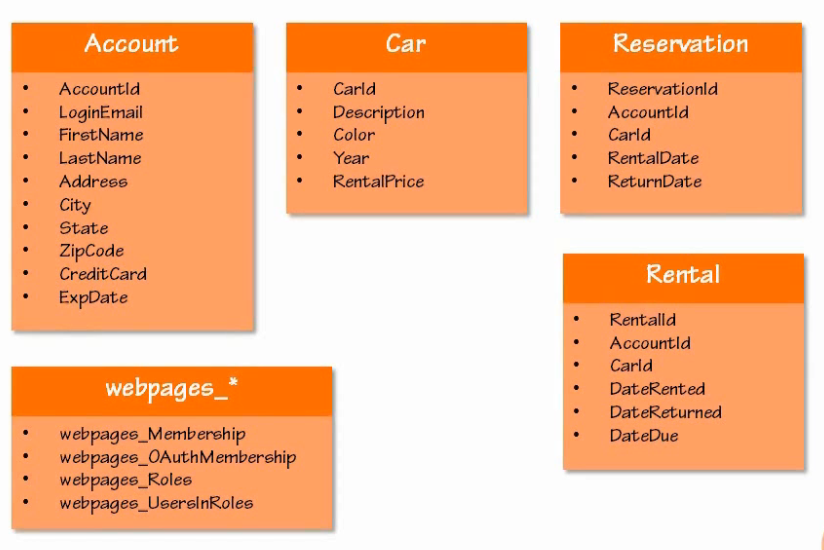 Account
AccountId
LoginEmail
FirstName
LastName
Address
City
State
ZipCode
CreditCard
ExpDate
Car
CarId
Description
Color
Year
RentalPrice
Reservation
ReservationId
AccountId
CarId
RentalDate
ReturnDate
Rental
RentalId
AccountId
CarId
DateRented
DateReturned
DateDue
webpages_*
webpages_Membership
webpages_OAuthMembership
webpages_Roles
webpages_UsersInRoles